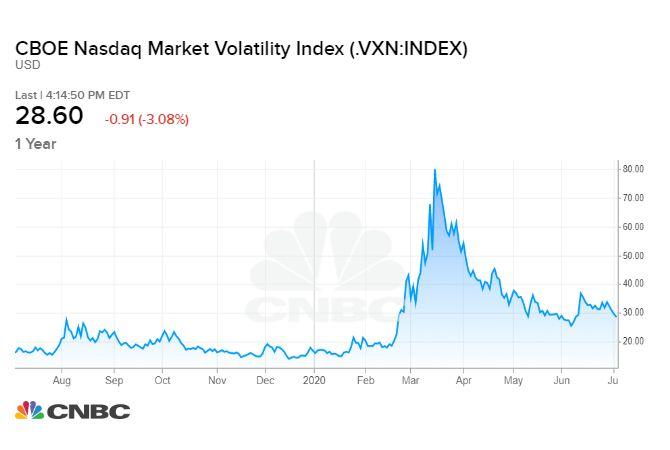 CBOE Nasdaq Market Volatility Index (.VXN:INDEX)
USD
Last | 4:14:50 PM EDT
28.60 -0.91 (-3.08%)
1 Year
80.00
70.00
60.00
50.00
40.00
30.00
20.00
CNBC
Aug Sep Oct Nov Dec 2020 Feb Mar Apr May Jun Ju
CNBC